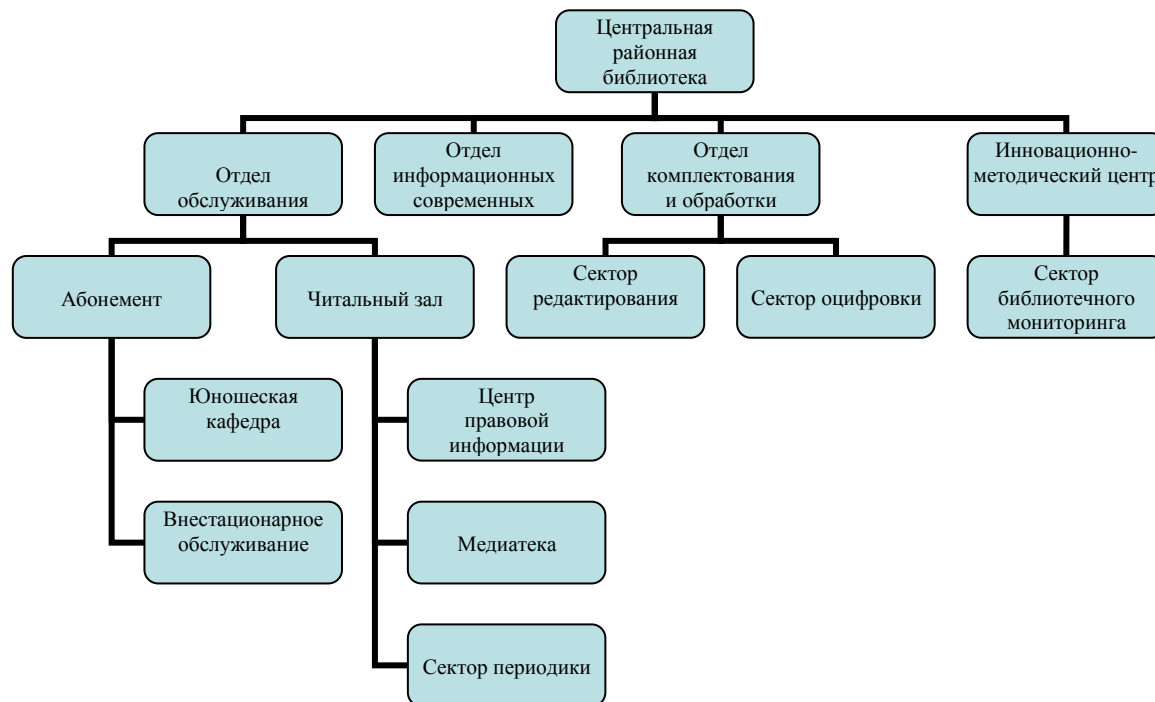 Центральная
районная
библиотека
Отдел
обслуживания
Отдел
информационных
современных
Отдел
комплектования
и обработки
Инновационно-
методический центр
Абонемент
Читальный зал
Сектор
редактирования
Сектор оцифровки
Сектор
библиотечного
мониторинга
Юношеская
кафедра
Центр
правовой
информации
Внестационарное
обслуживание
Медиатека
Сектор периодики